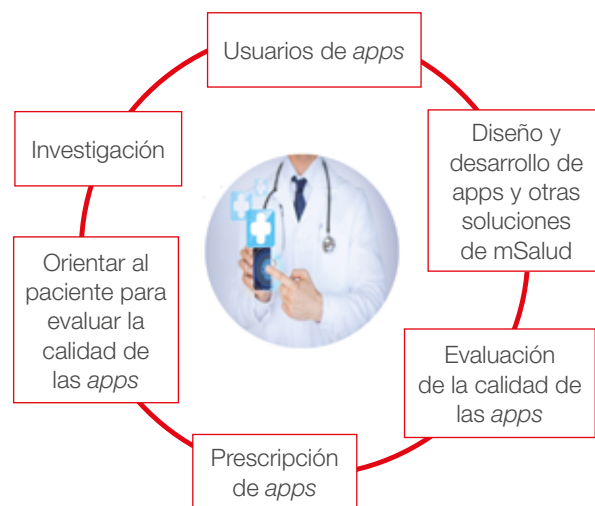 Usuarios de apps
Diseño y
desarrollo de
apps y otras
soluciones
de mSalud
Evaluación
de la calidad de
las apps
Prescripción
de apps
Orientar al
paciente para
evaluar la
calidad de
las apps
Investigación